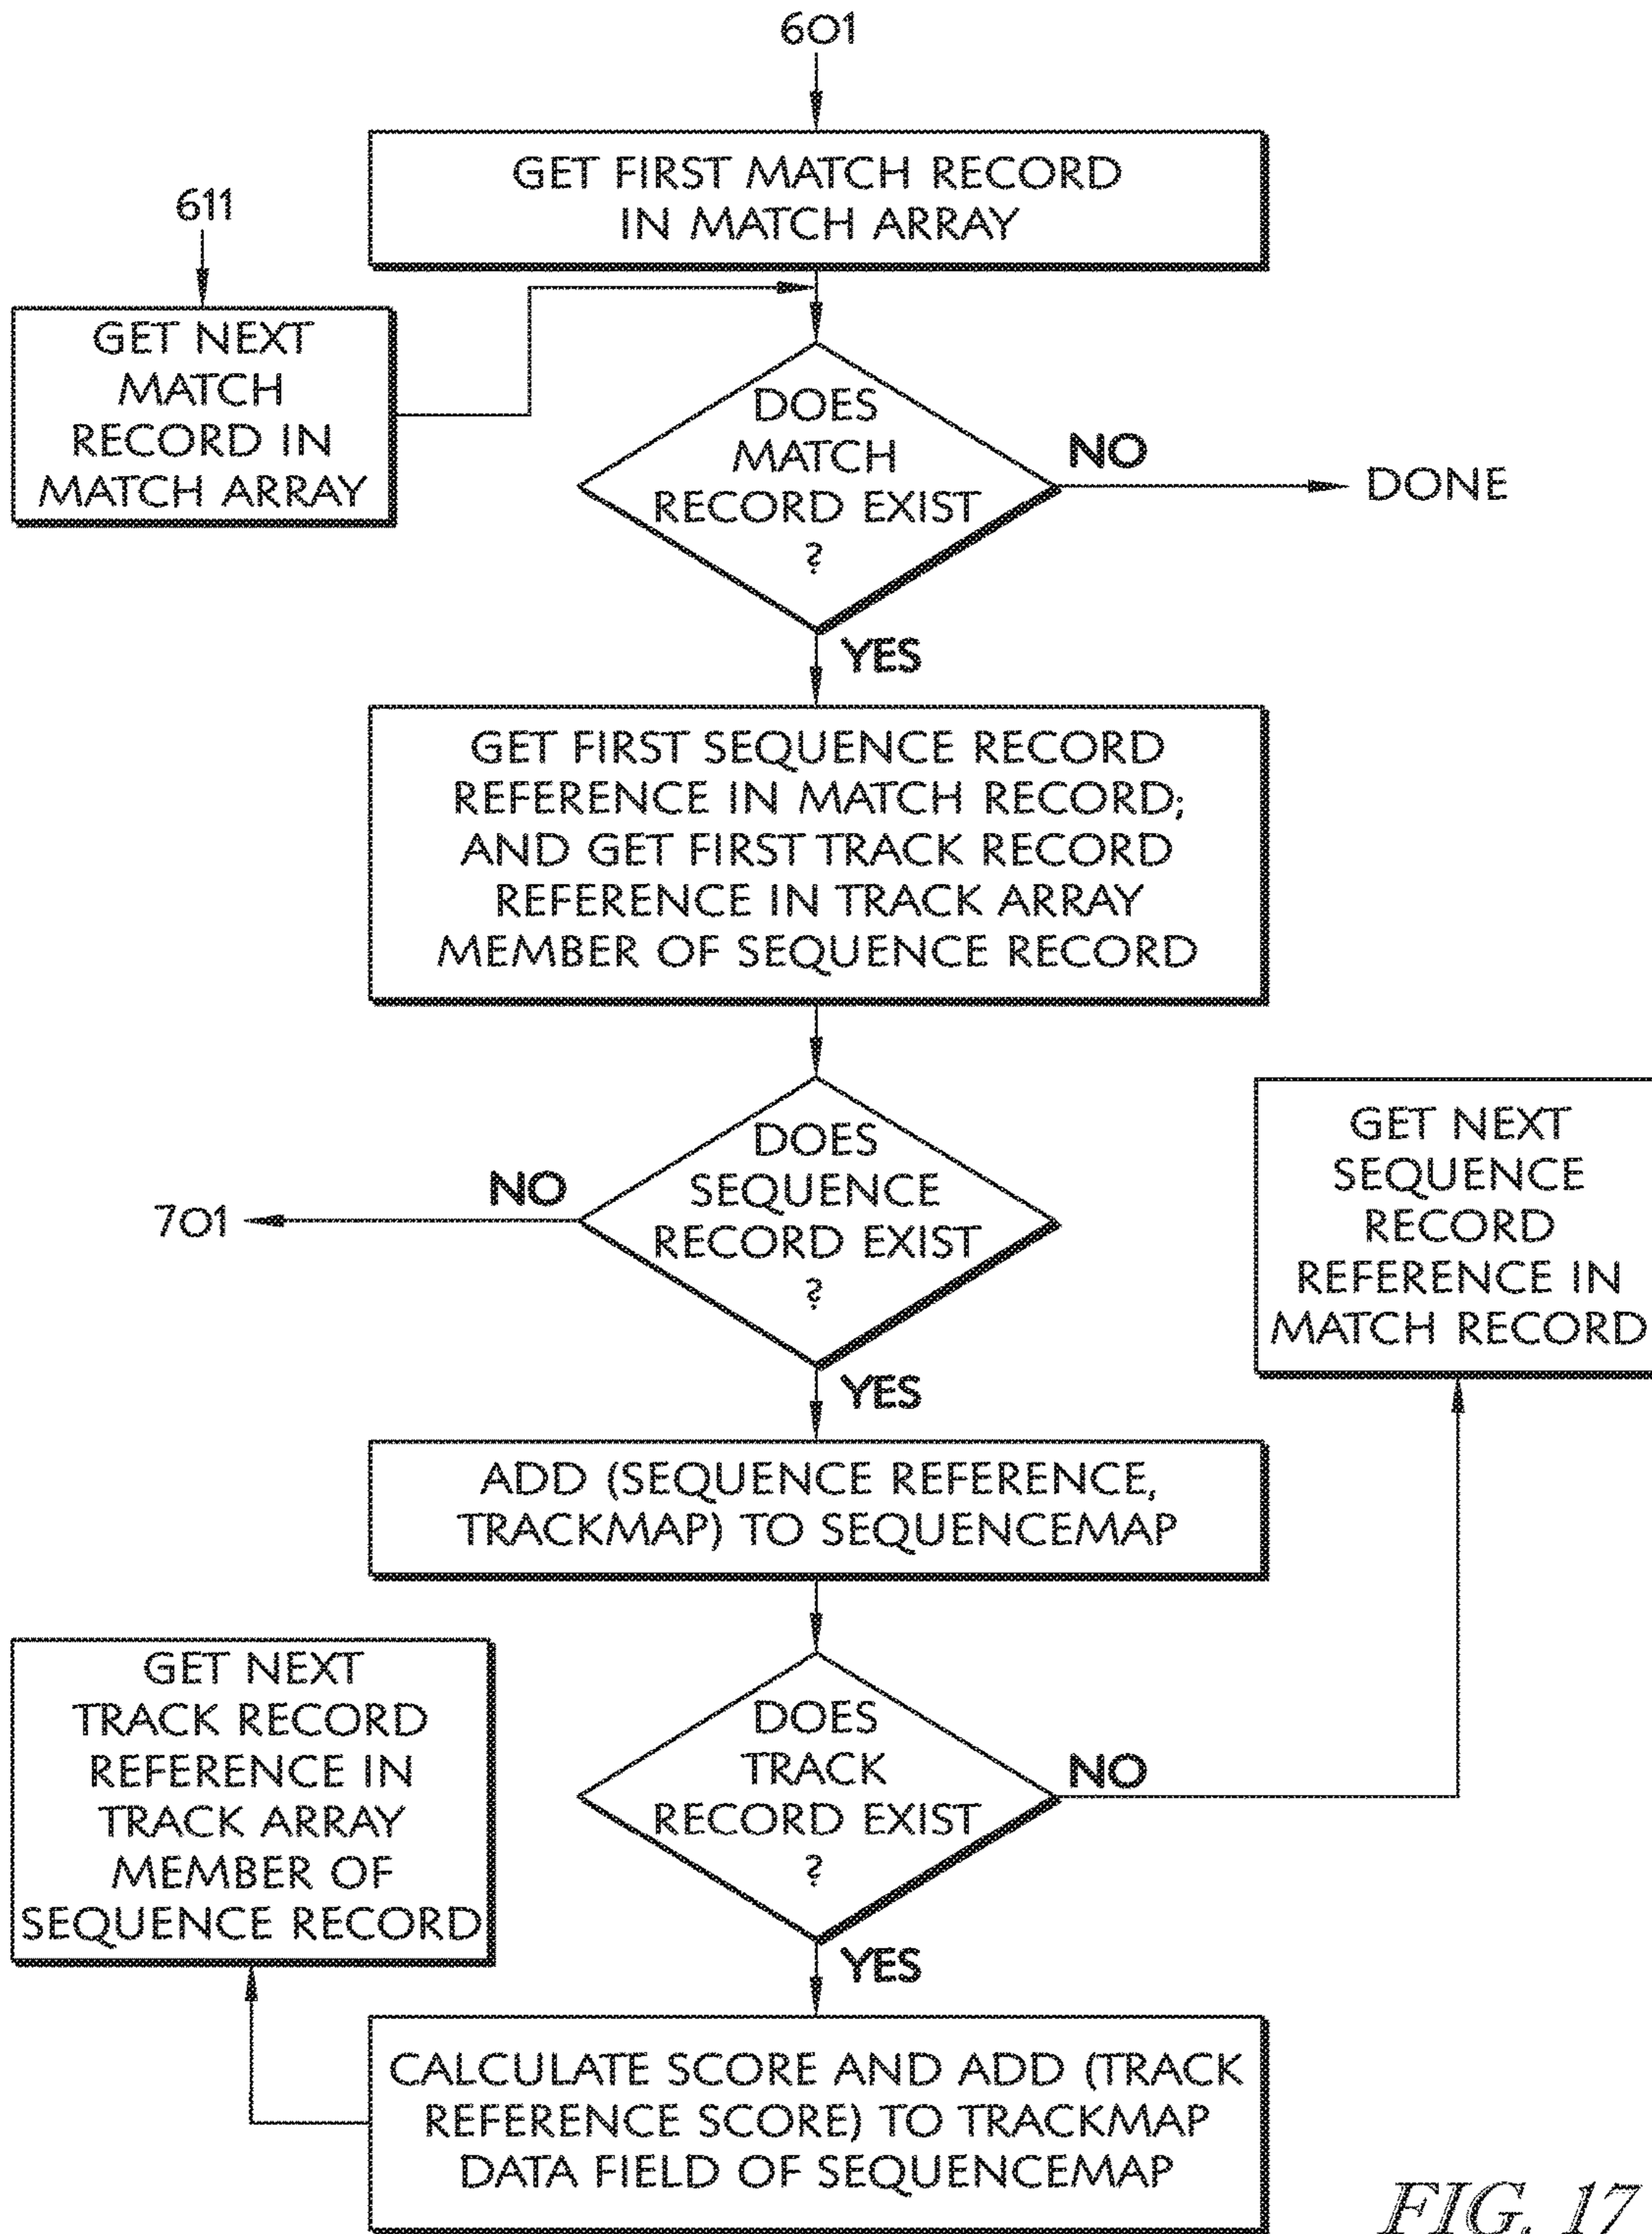 601
GET FIRST MATCH RECORD
IN MATCH ARRAY
611
GET NEXT
MATCH
RECORD IN
MATCH ARRAY
DOES
MATCH
RECORD EXIST
?
NO
DONE
YES
GET FIRST SEQUENCE RECORD
REFERENCE IN MATCH RECORD;
AND GET FIRST TRACK RECORD
REFERENCE IN TRACK ARRAY
MEMBER OF SEQUENCE RECORD
DOES
SEQUENCE
RECORD EXIST
?
NO
701
GET NEXT
SEQUENCE
RECORD
REFERENCE IN
MATCH RECORD
YES
ADD (SEQUENCE REFERENCE,
TRACKMAP) TO SEQUENCEMAP
GET NEXT
TRACK RECORD
REFERENCE IN
TRACK ARRAY
MEMBER OF
SEQUENCE RECORD
DOES
TRACK
RECORD EXIST
?
NO
YES
CALCULATE SCORE AND ADD (TRACK
REFERENCE SCORE) TO TRACKMAP
DATA FIELD OF SEQUENCEMAP
FIG. 17